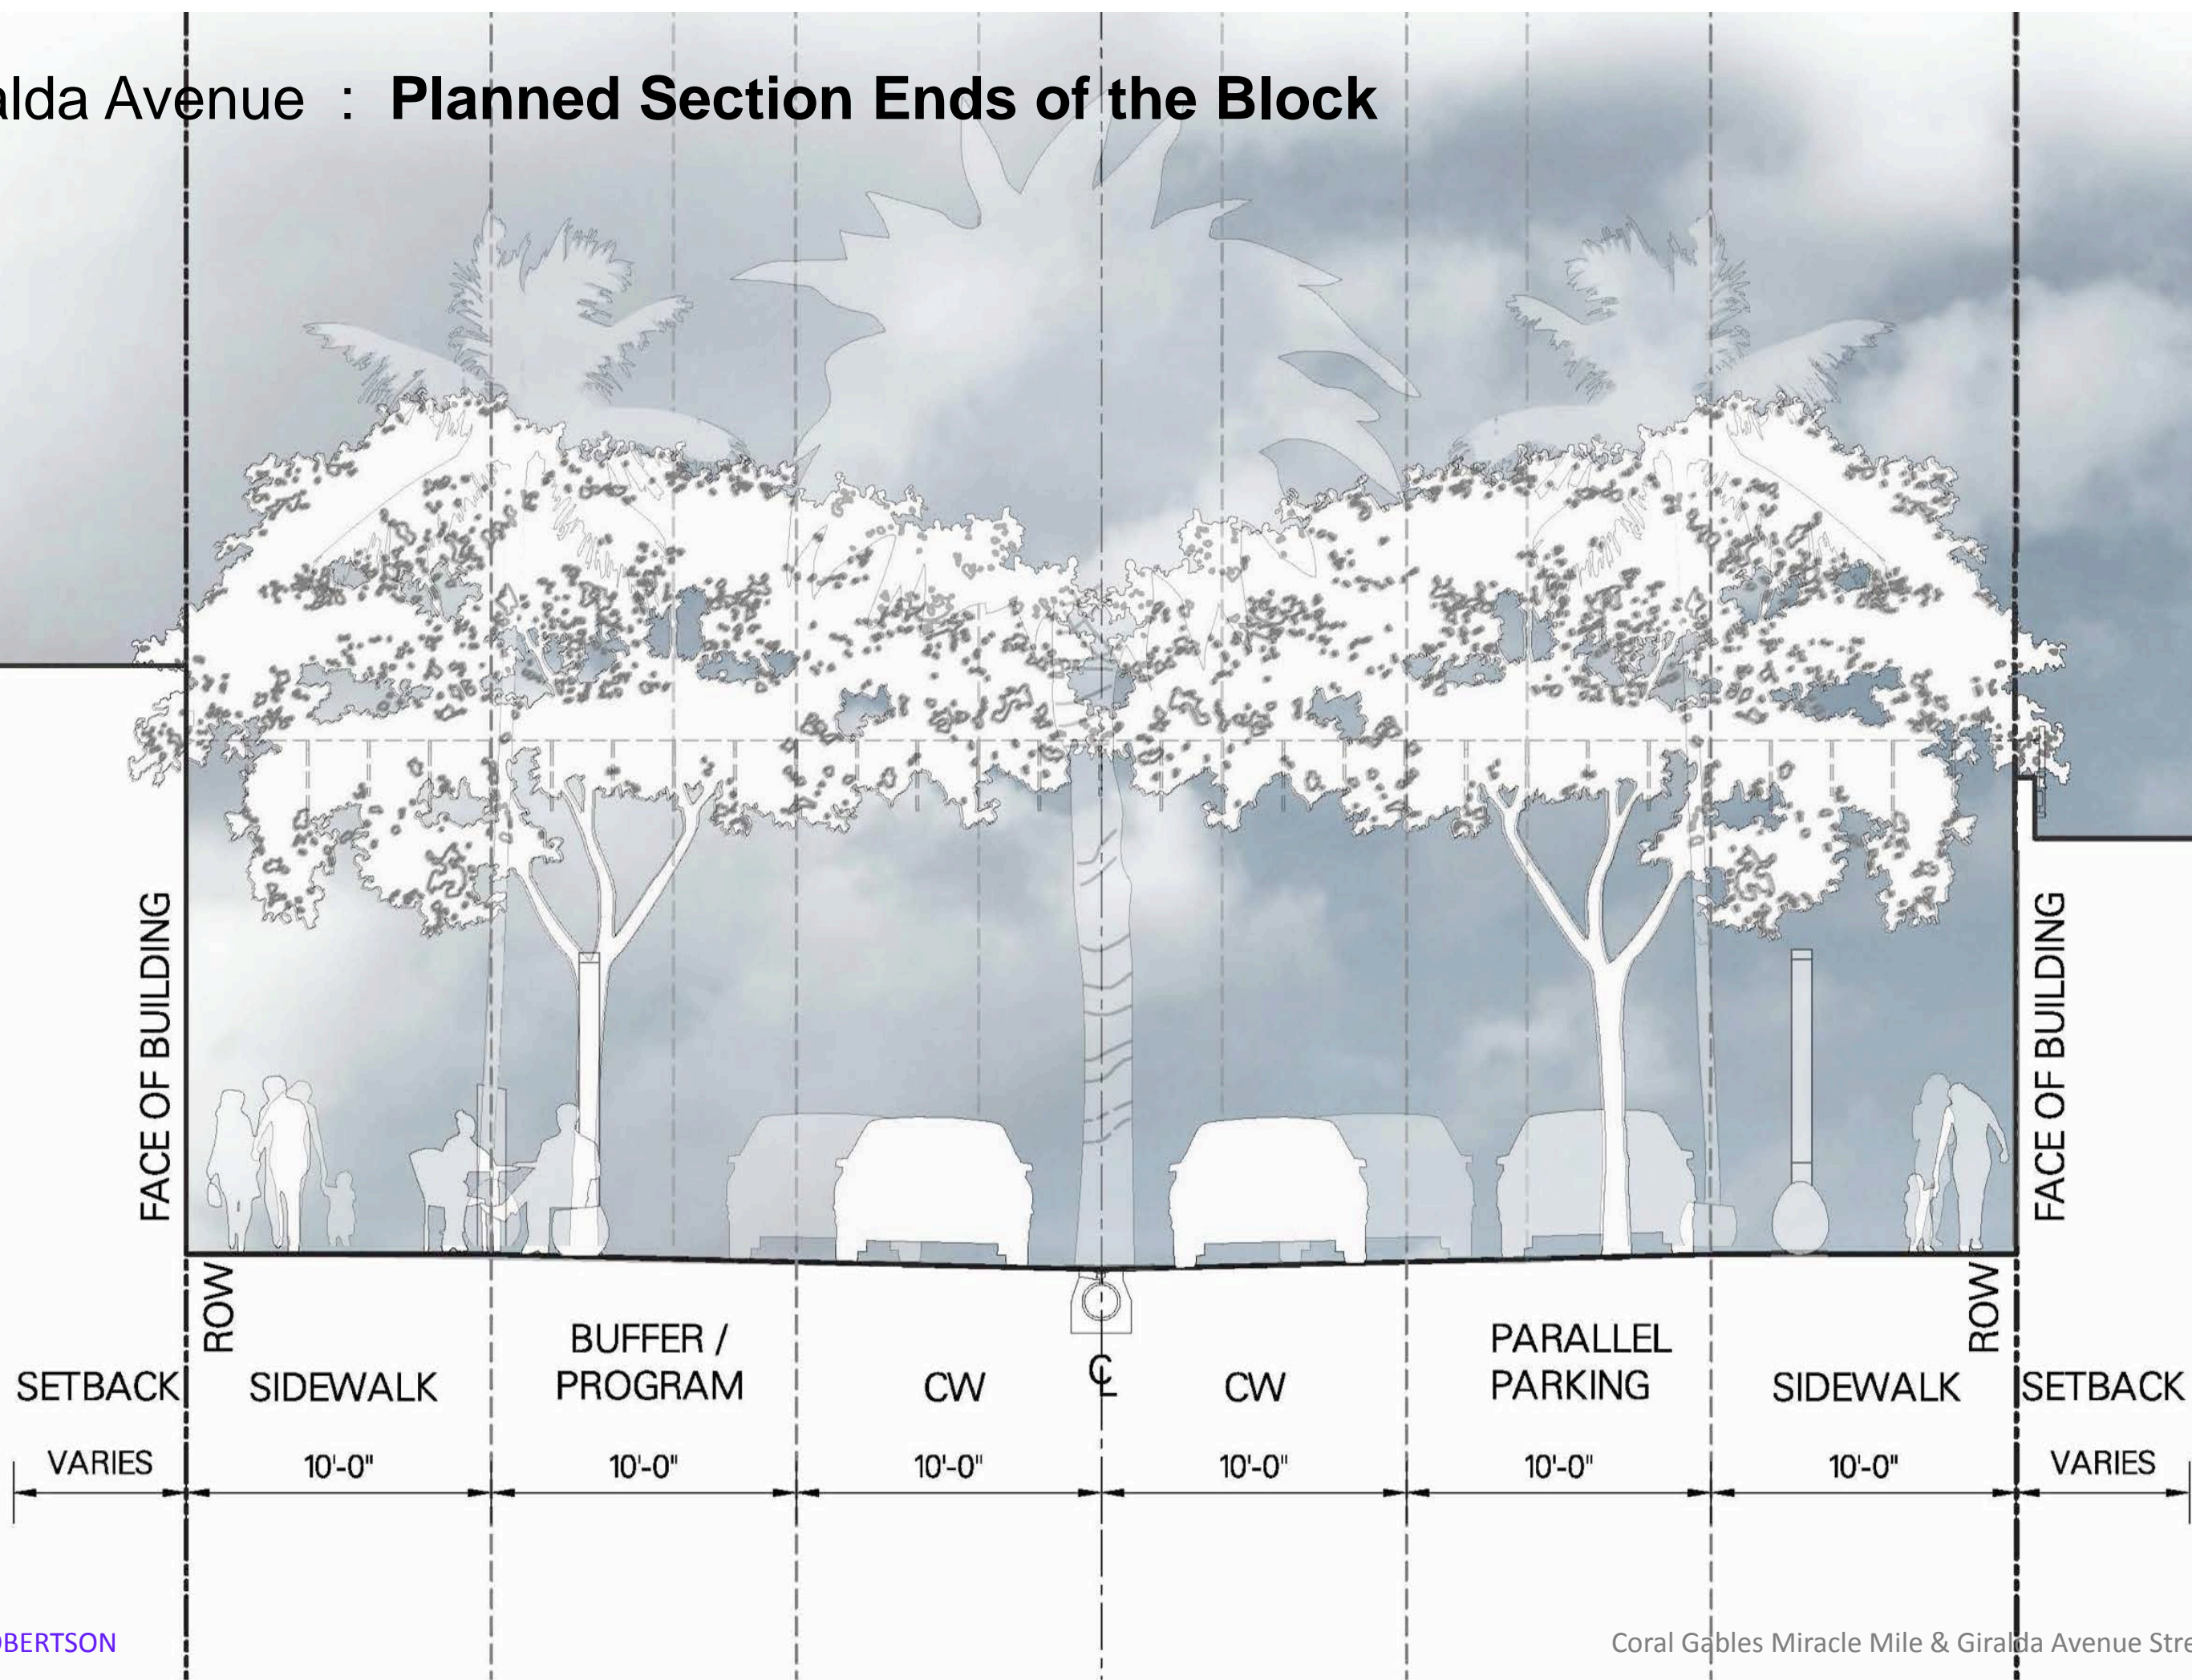 alda Avenue : Planned Section Ends of the Block
FACE OF BUILDING
FACE OF BUILDING
ROW
ROW
SETBACK
SIDEWALK
BUFFER /
PROGRAM
CW
CL
CW
PARALLEL
PARKING
SIDEWALK
SETBACK
VARIES
10'-0"
10'-0"
10'-0"
10'-0"
10'-0"
10'-0"
VARIES
OBERTSON
Coral Gables Miracle Mile & Giralda Avenue Stre